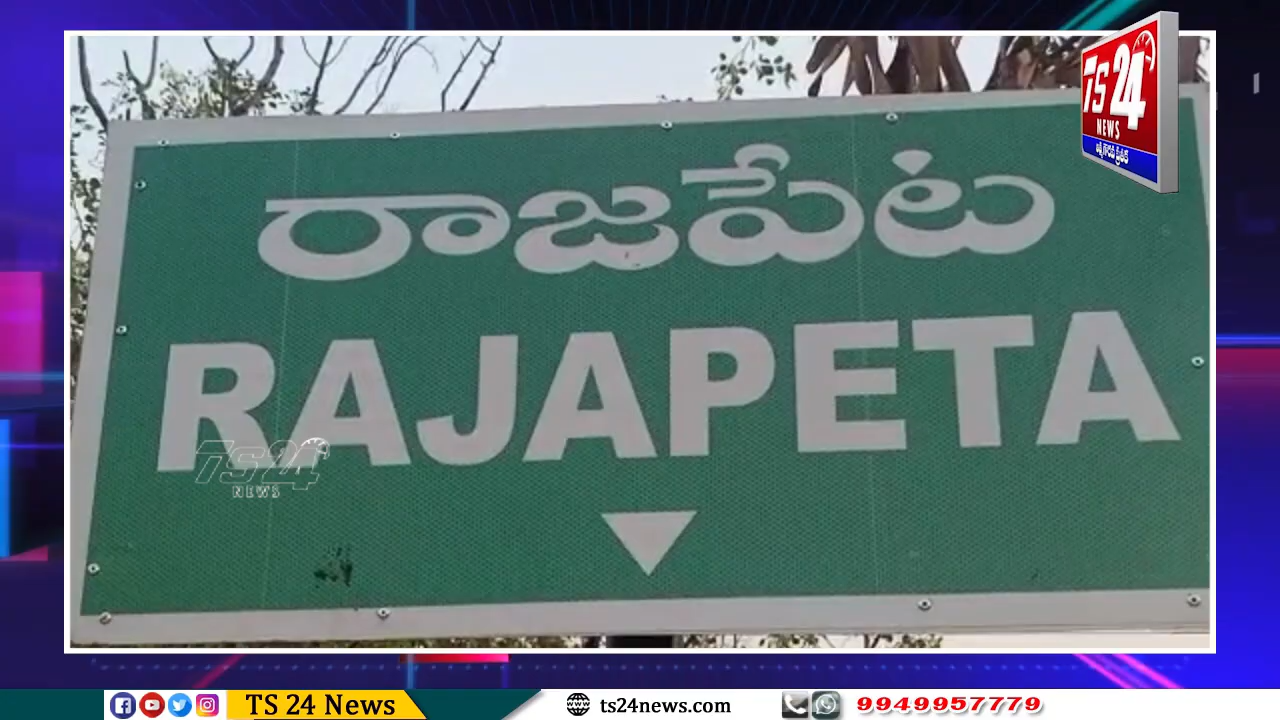 రాజపేట
RAJAPETA
TS 24
NEWS
TS 24
NEWS
TS 24 News
ts24news.com
9949957779